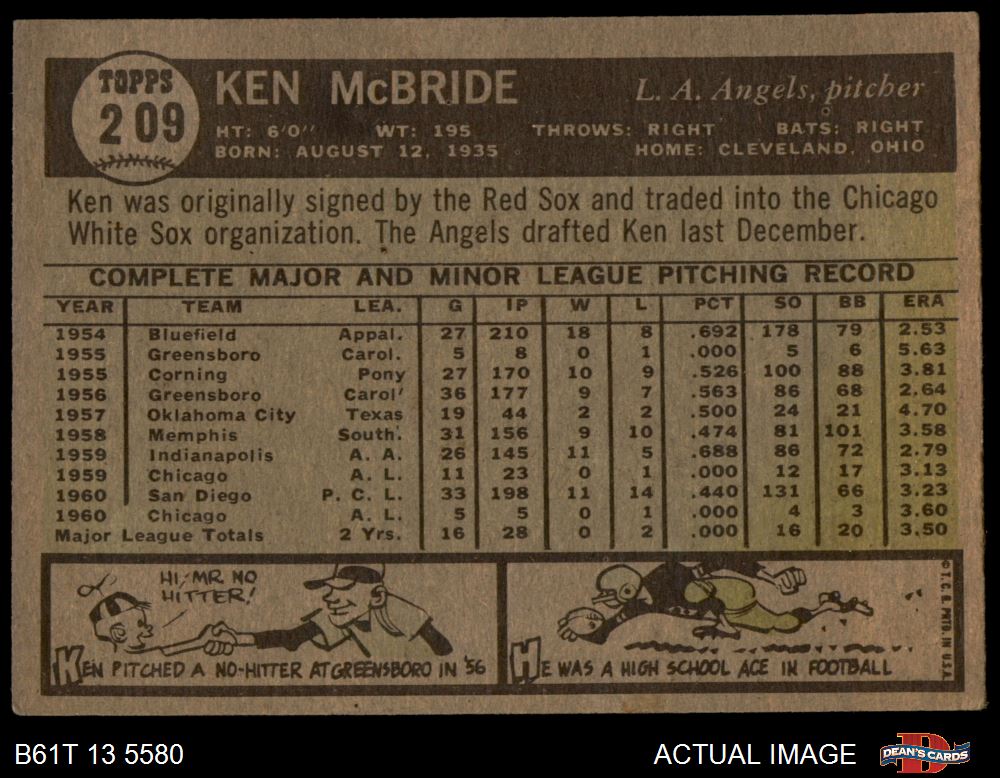 TOPPS
209
KEN McBRIDE
L. A. Angels, pitcher
HT: 6'0" WT: 195 THROWS: RIGHT BATS: RIGHT
BORN: AUGUST 12, 1935 HOME: CLEVELAND, OHIO
Ken was originally signed by the Red Sox and traded into the Chicago
White Sox organization. The Angels drafted Ken last December.
COMPLETE MAJOR AND MINOR LEAGUE PITCHING RECORD
YEAR TEAM LEA. G IP W L PCT SO BB ERA
1954 Bluefield Appal. 27 210 18 8 .692 178 79 2.53
1955 Greensboro Carol. 5 8 0 1 .000 5 6 5.63
1955 Corning Pony 27 170 10 9 .526 100 88 3.81
1956 Greensboro Carol' 36 177 9 7 .563 86 68 2.64
1957 Oklahoma City Texas 19 44 2 2 .500 24 21 4.70
1958 Memphis South. 31 156 9 10 .474 81 101 3.58
1959 Indianapolis A. A. 26 145 11 5 .688 86 72 2.79
1959 Chicago A. L. 11 23 0 1 .000 12 17 3.13
1960 San Diego P. C. L. 33 198 11 14 .440 131 66 3.23
1960 Chicago A. L. 5 5 0 1 .000 4 3 3.60
Major League Totals 2 Yrs. 16 28 0 2 .000 16 20 3.50
HI, MR. NO
HITTER!
KEN PITCHED A NO-HITTER AT GREENSBORO IN '56
HE WAS A HIGH SCHOOL ACE IN FOOTBALL
© T.C.G. PRTD. IN U.S.A.
B61T 13 5580
ACTUAL IMAGE
DEAN'S CARDS